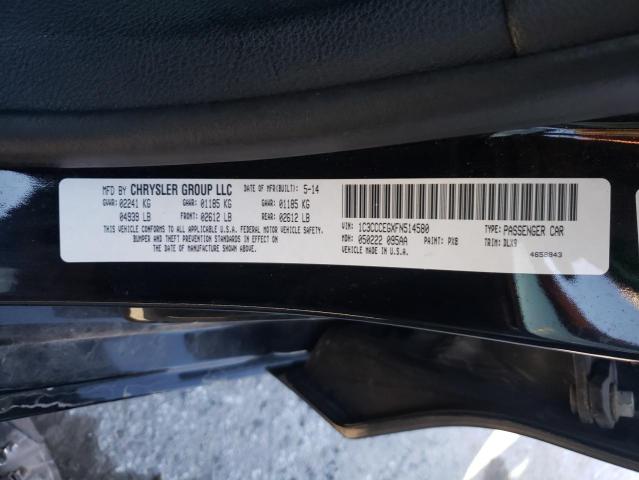 MFD BY CHRYSLER GROUP LLC DATE OF MFR(BUILT): 5-14
GVWR: 02241 KG GAWR: 01185 KG GAWR: 01185 KG
04939 LB FRONT: 02612 LB REAR: 02612 LB
THIS VEHICLE CONFORMS TO ALL APPLICABLE U.S.A. FEDERAL MOTOR VEHICLE SAFETY,
BUMPER AND THEFT PREVENTION STANDARDS IN EFFECT ON
THE DATE OF MANUFACTURE SHOWN ABOVE.
VIN: 1C3CCCEGXFN514580 TYPE: PASSENGER CAR
MDH: 050222 095AA PAINT: PX8 TRIM: DLX9
VEHICLE MADE IN U.S.A. 4658943